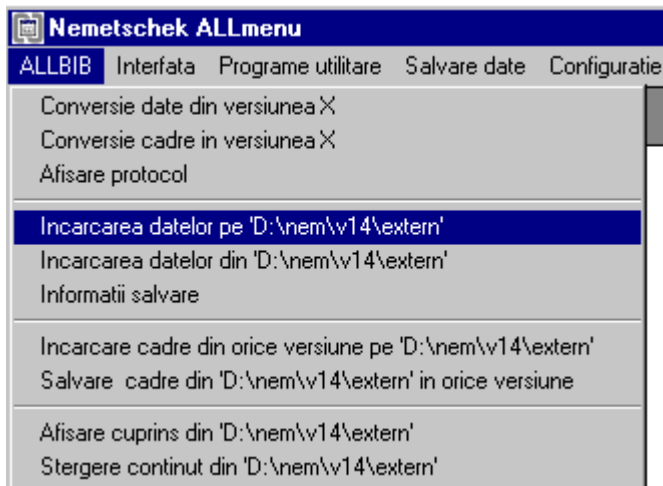 Nemetschek ALLmenu
ALLBIB Interfata Programe utilitare Salvare date Configuratie
Conversie date din versiunea X
Conversie cadre in versiunea X
Afisare protocol
Incarcarea datelor pe 'D:\nem\v14\extern'
Incarcarea datelor din 'D:\nem\v14\extern'
Informatii salvare
Incarcare cadre din orice versiune pe 'D:\nem\v14\extern'
Salvare cadre din 'D:\nem\v14\extern' in orice versiune
Afisare cuprins din 'D:\nem\v14\extern'
Stergere continut din 'D:\nem\v14\extern'